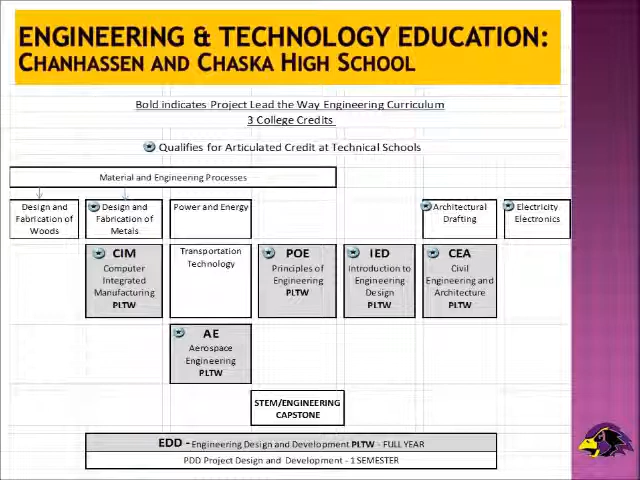 ENGINEERING & TECHNOLOGY EDUCATION:
CHANHASSEN AND CHASKA HIGH SCHOOL
Bold indicates Project Lead the Way Engineering Curriculum
3 College Credits
Qualifies for Articulated Credit at Technical Schools
Material and Engineering Processes
Design and
Fabrication of
Woods
Design and
Fabrication of
Metals
Power and Energy
Architectural
Drafting
Electricity
Electronics
CIM
Computer
Integrated
Manufacturing
PLTW
Transportation
Technology
POE
Principles of
Engineering
PLTW
IED
Introduction to
Engineering
Design
PLTW
CEA
Civil
Engineering and
Architecture
PLTW
AE
Aerospace
Engineering
PLTW
STEM/ENGINEERING
CAPSTONE
EDD - Engineering Design and Development PLTW - FULL YEAR
PDD Project Design and Development - 1 SEMESTER